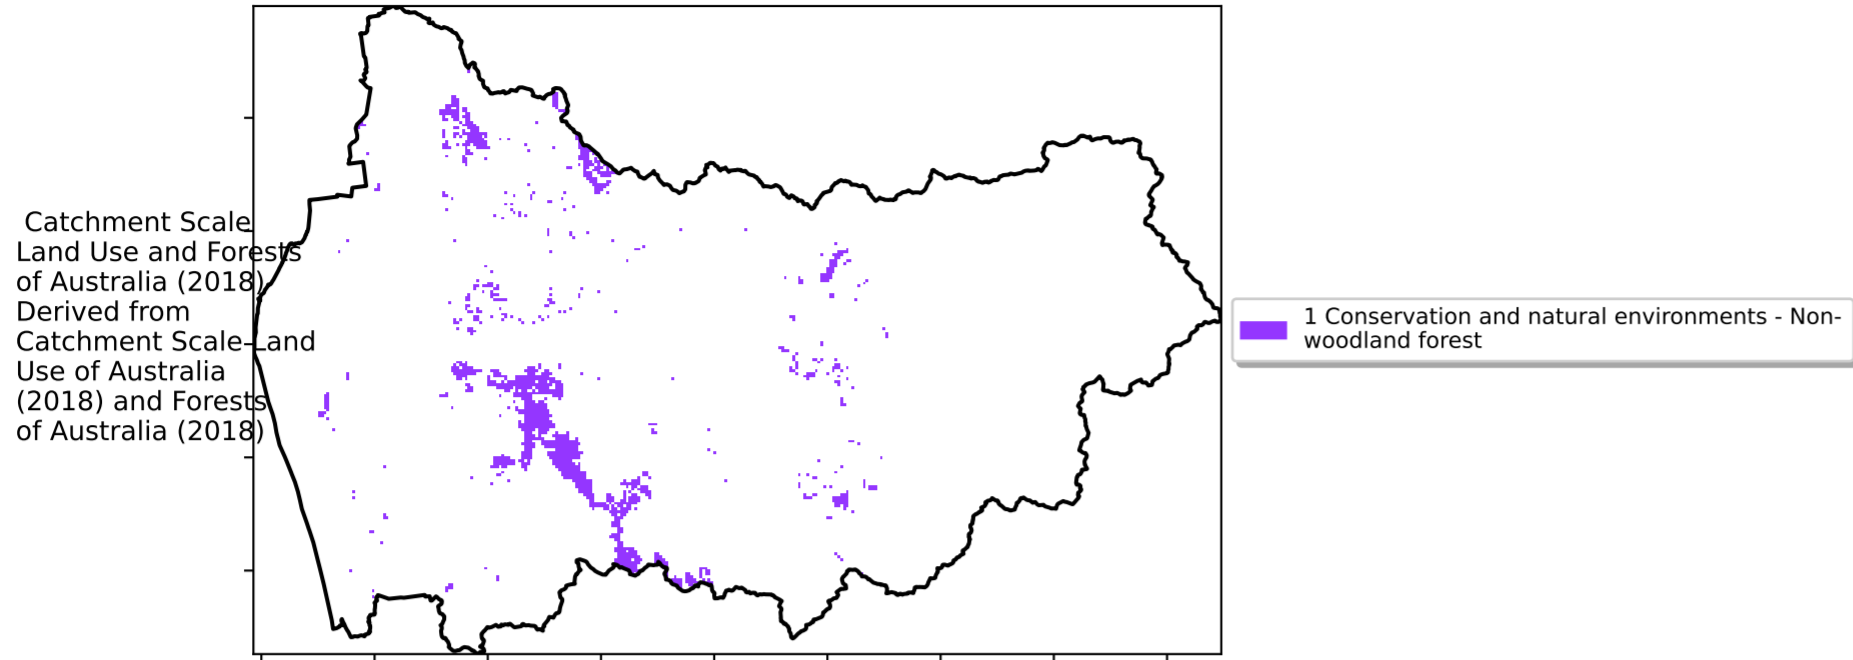 Catchment Scale
Land Use and Forests
of Australia (2018)
Derived from
Catchment Scale Land
Use of Australia
(2018) and Forests
of Australia (2018)
1 Conservation and natural environments - Non-
woodland forest